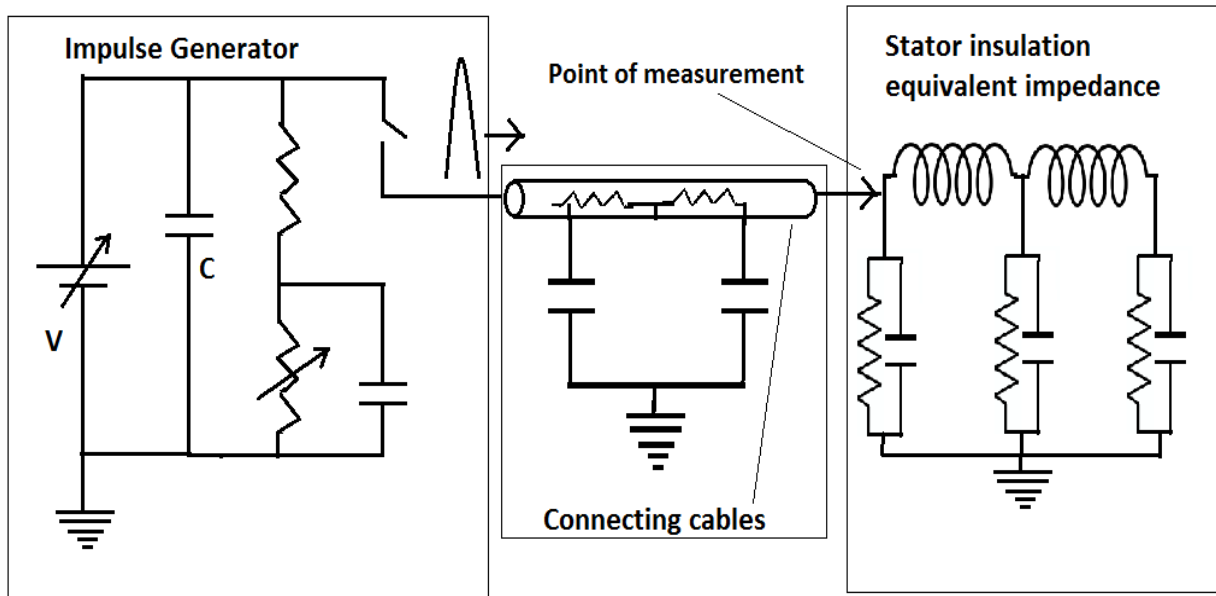 Impulse Generator
Point of measurement
Stator insulation
equivalent impedance
C
V
Connecting cables